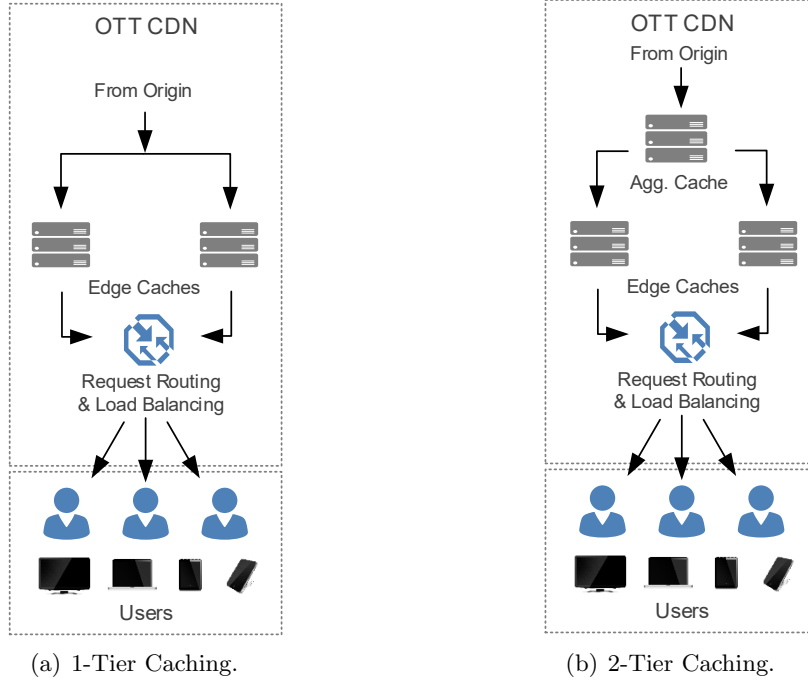 OTT CDN
From Origin
Edge Caches
Request Routing
& Load Balancing
Users
(a) 1-Tier Caching.
OTT CDN
From Origin
Agg. Cache
Edge Caches
Request Routing
& Load Balancing
Users
(b) 2-Tier Caching.